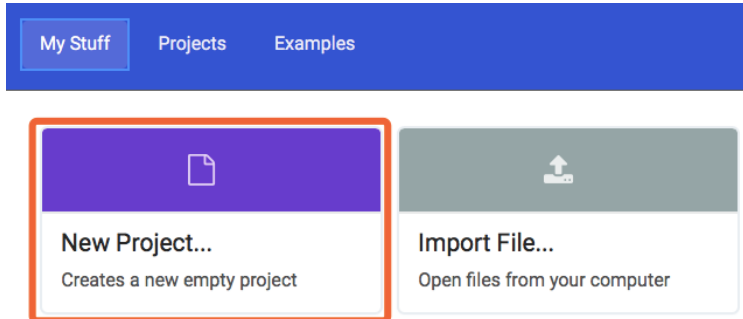 My Stuff Projects Examples
New Project... Import File...
Creates a new empty project Open files from your computer